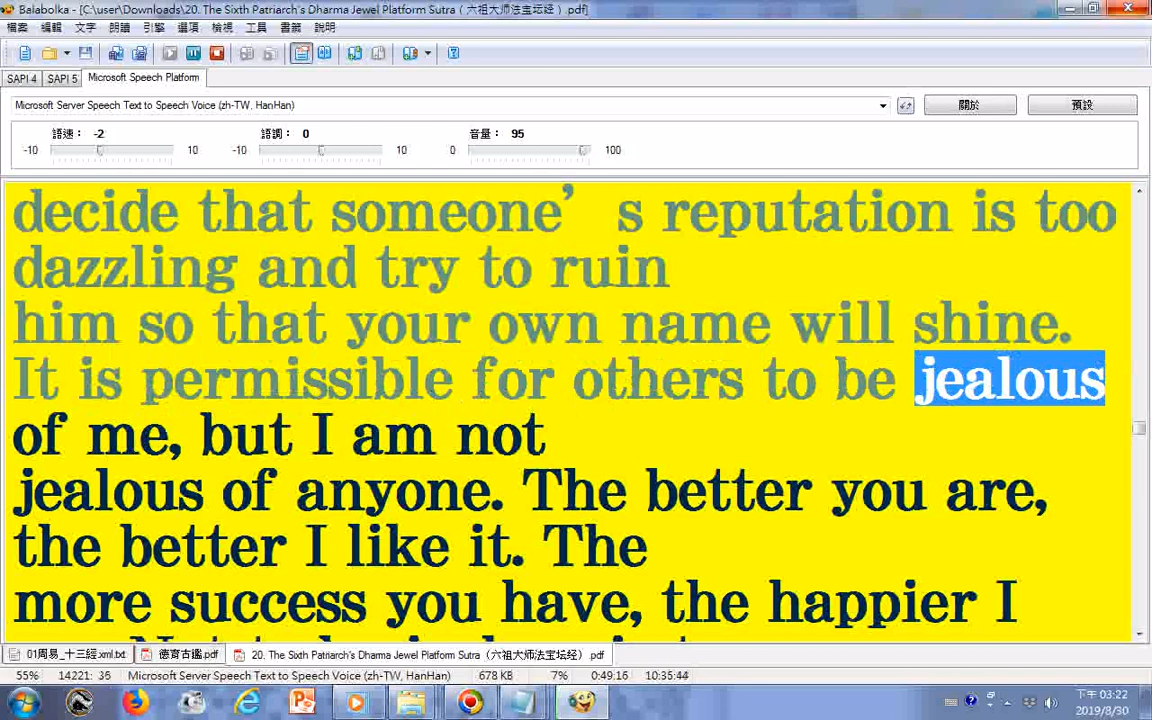 Balabolka - [C:\user\Downloads\20. The Sixth Patriarch's Dharma Jewel Platform Sutra（六祖大师法宝坛经）.pdf]
檔案 編輯 文字 朗讀 引擎 選項 檢視 工具 書籤 說明
SAPI 4 SAPI 5 Microsoft Speech Platform
Microsoft Server Speech Text to Speech Voice (zh-TW, HanHan) 關於 預設
語速： -2 語調： 0 音量： 95
-10 10 -10 10 0 100
decide that someone’s reputation is too
dazzling and try to ruin
him so that your own name will shine.
It is permissible for others to be jealous
of me, but I am not
jealous of anyone. The better you are,
the better I like it. The
more success you have, the happier I
01周易_十三經.xml.txt 德育古鑑.pdf 20. The Sixth Patriarch's Dharma Jewel Platform Sutra（六祖大师法宝坛经）.pdf
55% 14221: 35 Microsoft Server Speech Text to Speech Voice (zh-TW, HanHan) 678 KB 7% 0:49:16 10:35:44
下午 03:22
2019/8/30